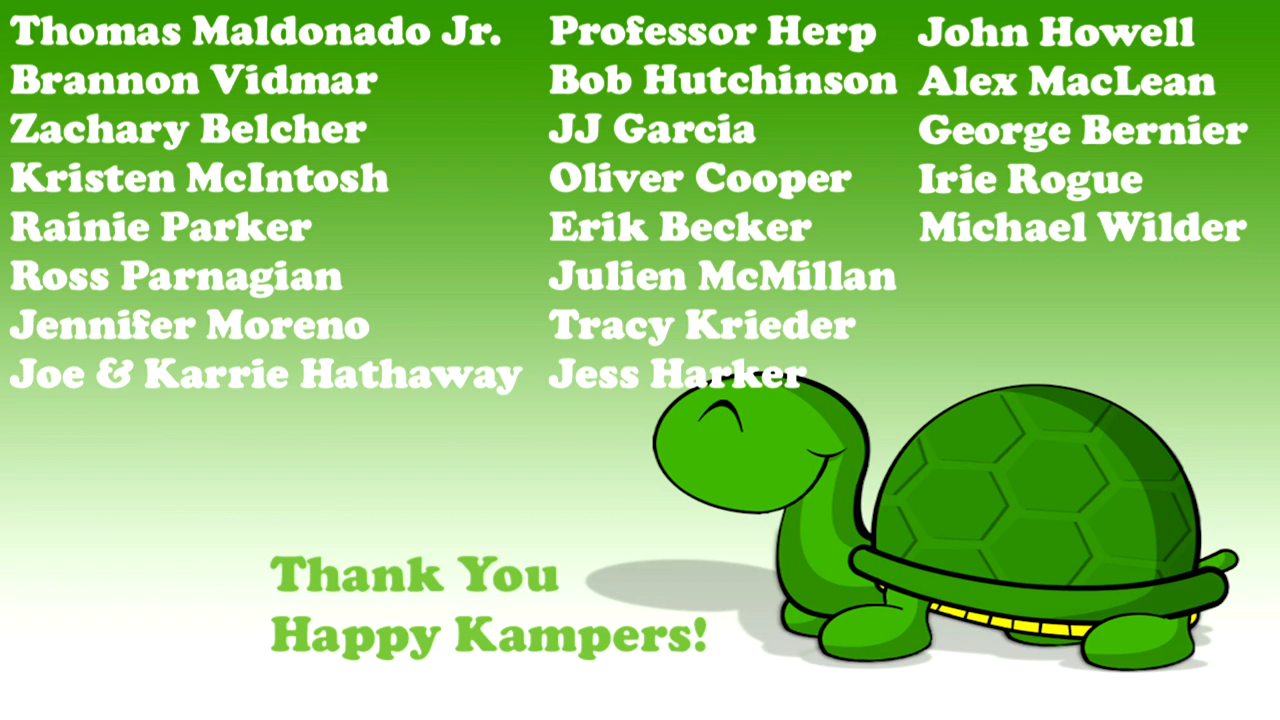 Thomas Maldonado Jr.
Brannon Vidmar
Zachary Belcher
Kristen McIntosh
Rainie Parker
Ross Parnagian
Jennifer Moreno
Joe & Karrie Hathaway
Professor Herp
Bob Hutchinson
JJ Garcia
Oliver Cooper
Erik Becker
Julien McMillan
Tracy Krieder
Jess Harker
John Howell
Alex MacLean
George Bernier
Irie Rogue
Michael Wilder
Thank You
Happy Kampers!